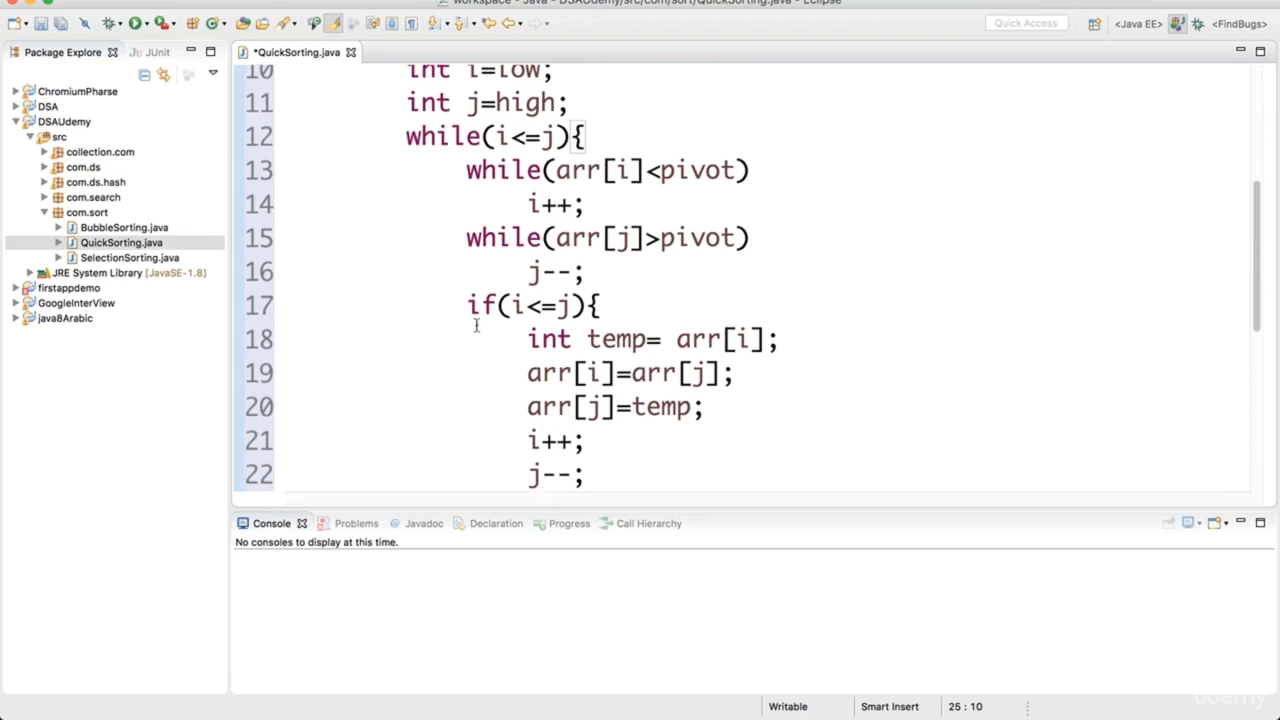 workspace - Java - DSAUdemy/src/com/sort/QuickSorting.java - Eclipse
Quick Access
<Java EE>
<FindBugs>
Package Explorer
JUnit
*QuickSorting.java
ChromiumPharse
DSA
DSAUdemy
src
collection.com
com.ds
com.ds.hash
com.search
com.sort
BubbleSorting.java
QuickSorting.java
SelectionSorting.java
JRE System Library [JavaSE-1.8]
firstappdemo
GoogleInterView
java8Arabic
10 int i=low;
11 int j=high;
12 while(i<=j){
13 while(arr[i]<pivot)
14 i++;
15 while(arr[j]>pivot)
16 j--;
17 if(i<=j){
18 int temp= arr[i];
19 arr[i]=arr[j];
20 arr[j]=temp;
21 i++;
22 j--;
Console Problems @ Javadoc Declaration Progress Call Hierarchy
No consoles to display at this time.
Writable Smart Insert 25 : 10
udemy